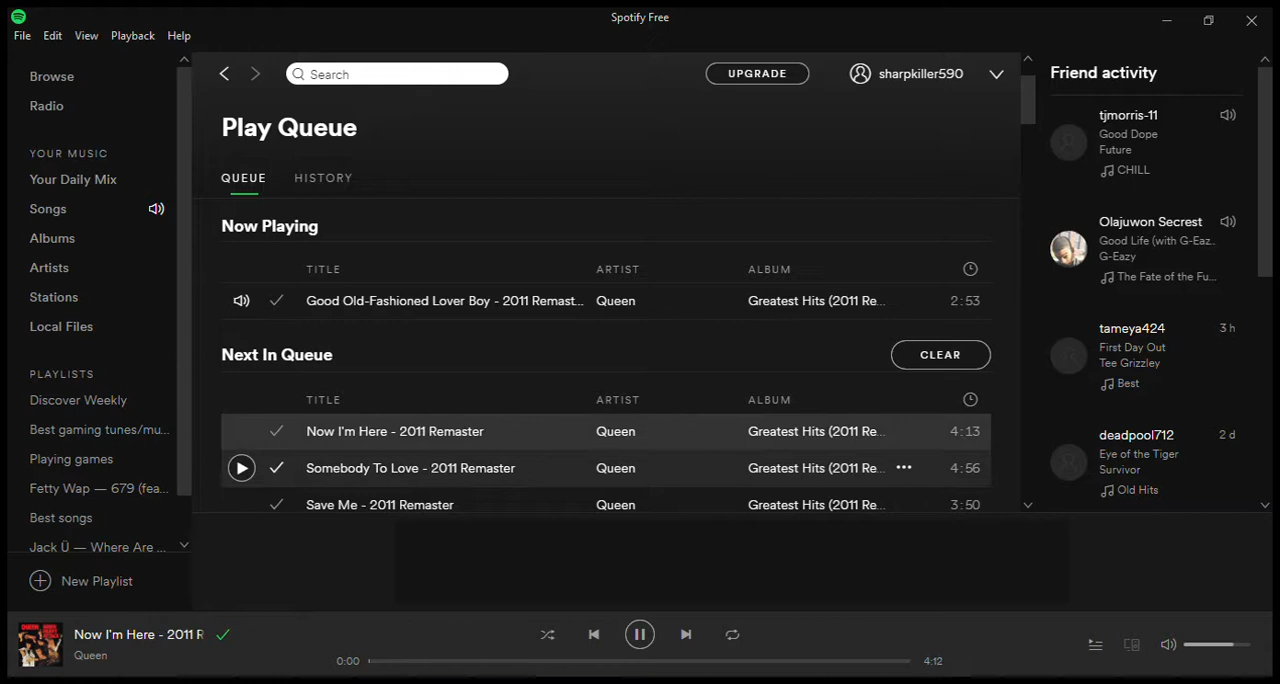 Spotify Free
File Edit View Playback Help
Browse
Radio
YOUR MUSIC
Your Daily Mix
Songs
Albums
Artists
Stations
Local Files
PLAYLISTS
Discover Weekly
Best gaming tunes/mu...
Playing games
Fetty Wap — 679 (fea...
Best songs
Jack Ü — Where Are ...
New Playlist
Search
UPGRADE
sharpkiller590
Play Queue
QUEUE HISTORY
Now Playing
TITLE ARTIST ALBUM
Good Old-Fashioned Lover Boy - 2011 Remast... Queen Greatest Hits (2011 Re... 2:53
Next In Queue CLEAR
TITLE ARTIST ALBUM
Now I'm Here - 2011 Remaster Queen Greatest Hits (2011 Re... 4:13
Somebody To Love - 2011 Remaster Queen Greatest Hits (2011 Re... 4:56
Save Me - 2011 Remaster Queen Greatest Hits (2011 Re... 3:50
Friend activity
tjmorris-11
Good Dope
Future
CHILL
Olajuwon Secrest
Good Life (with G-Eaz..
G-Eazy
The Fate of the Fu...
tameya424 3 h
First Day Out
Tee Grizzley
Best
deadpool712 2 d
Eye of the Tiger
Survivor
Old Hits
Now I'm Here - 2011 R
Queen
0:00 4:12